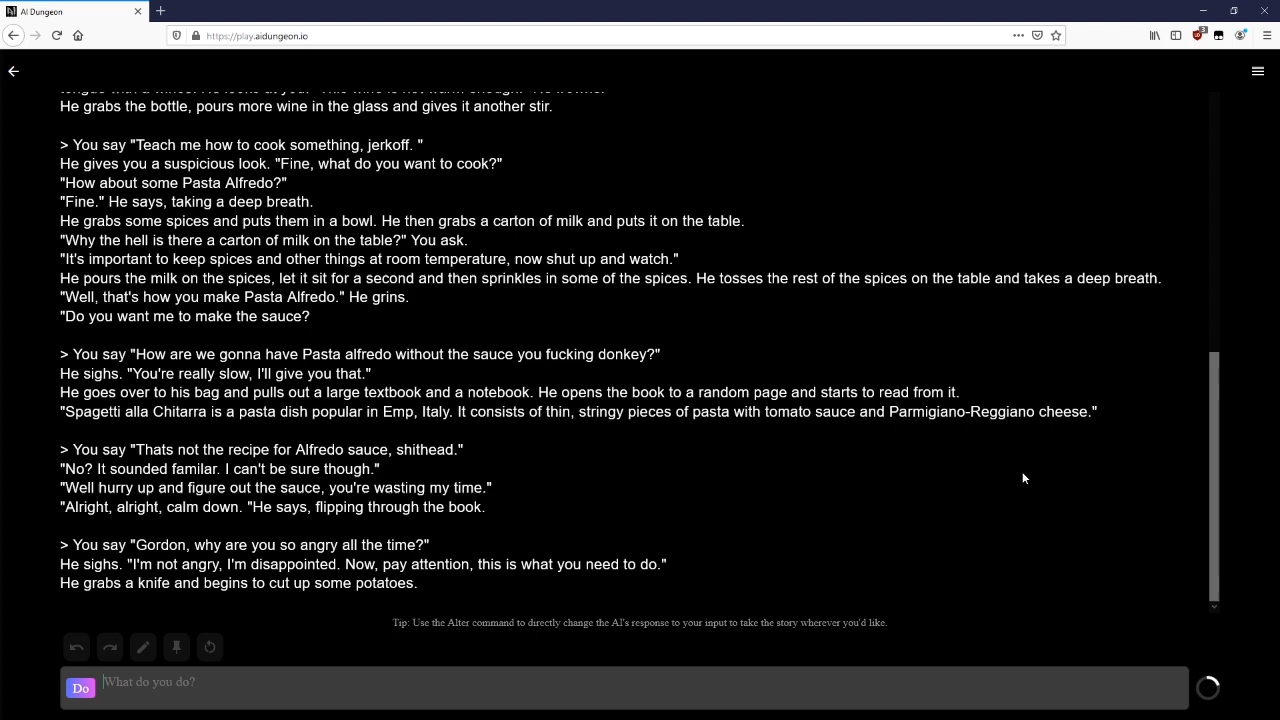 AI Dungeon
https://play.aidungeon.io
He grabs the bottle, pours more wine in the glass and gives it another stir.
> You say "Teach me how to cook something, jerkoff. "
He gives you a suspicious look. "Fine, what do you want to cook?"
"How about some Pasta Alfredo?"
"Fine." He says, taking a deep breath.
He grabs some spices and puts them in a bowl. He then grabs a carton of milk and puts it on the table.
"Why the hell is there a carton of milk on the table?" You ask.
"It's important to keep spices and other things at room temperature, now shut up and watch."
He pours the milk on the spices, let it sit for a second and then sprinkles in some of the spices. He tosses the rest of the spices on the table and takes a deep breath.
"Well, that's how you make Pasta Alfredo." He grins.
"Do you want me to make the sauce?
> You say "How are we gonna have Pasta alfredo without the sauce you fucking donkey?"
He sighs. "You're really slow, I'll give you that."
He goes over to his bag and pulls out a large textbook and a notebook. He opens the book to a random page and starts to read from it.
"Spagetti alla Chitarra is a pasta dish popular in Emp, Italy. It consists of thin, stringy pieces of pasta with tomato sauce and Parmigiano-Reggiano cheese."
> You say "Thats not the recipe for Alfredo sauce, shithead."
"No? It sounded familar. I can't be sure though."
"Well hurry up and figure out the sauce, you're wasting my time."
"Alright, alright, calm down. "He says, flipping through the book.
> You say "Gordon, why are you so angry all the time?"
He sighs. "I'm not angry, I'm disappointed. Now, pay attention, this is what you need to do."
He grabs a knife and begins to cut up some potatoes.
Tip: Use the Alter command to directly change the AI's response to your input to take the story wherever you'd like.
Do What do you do?